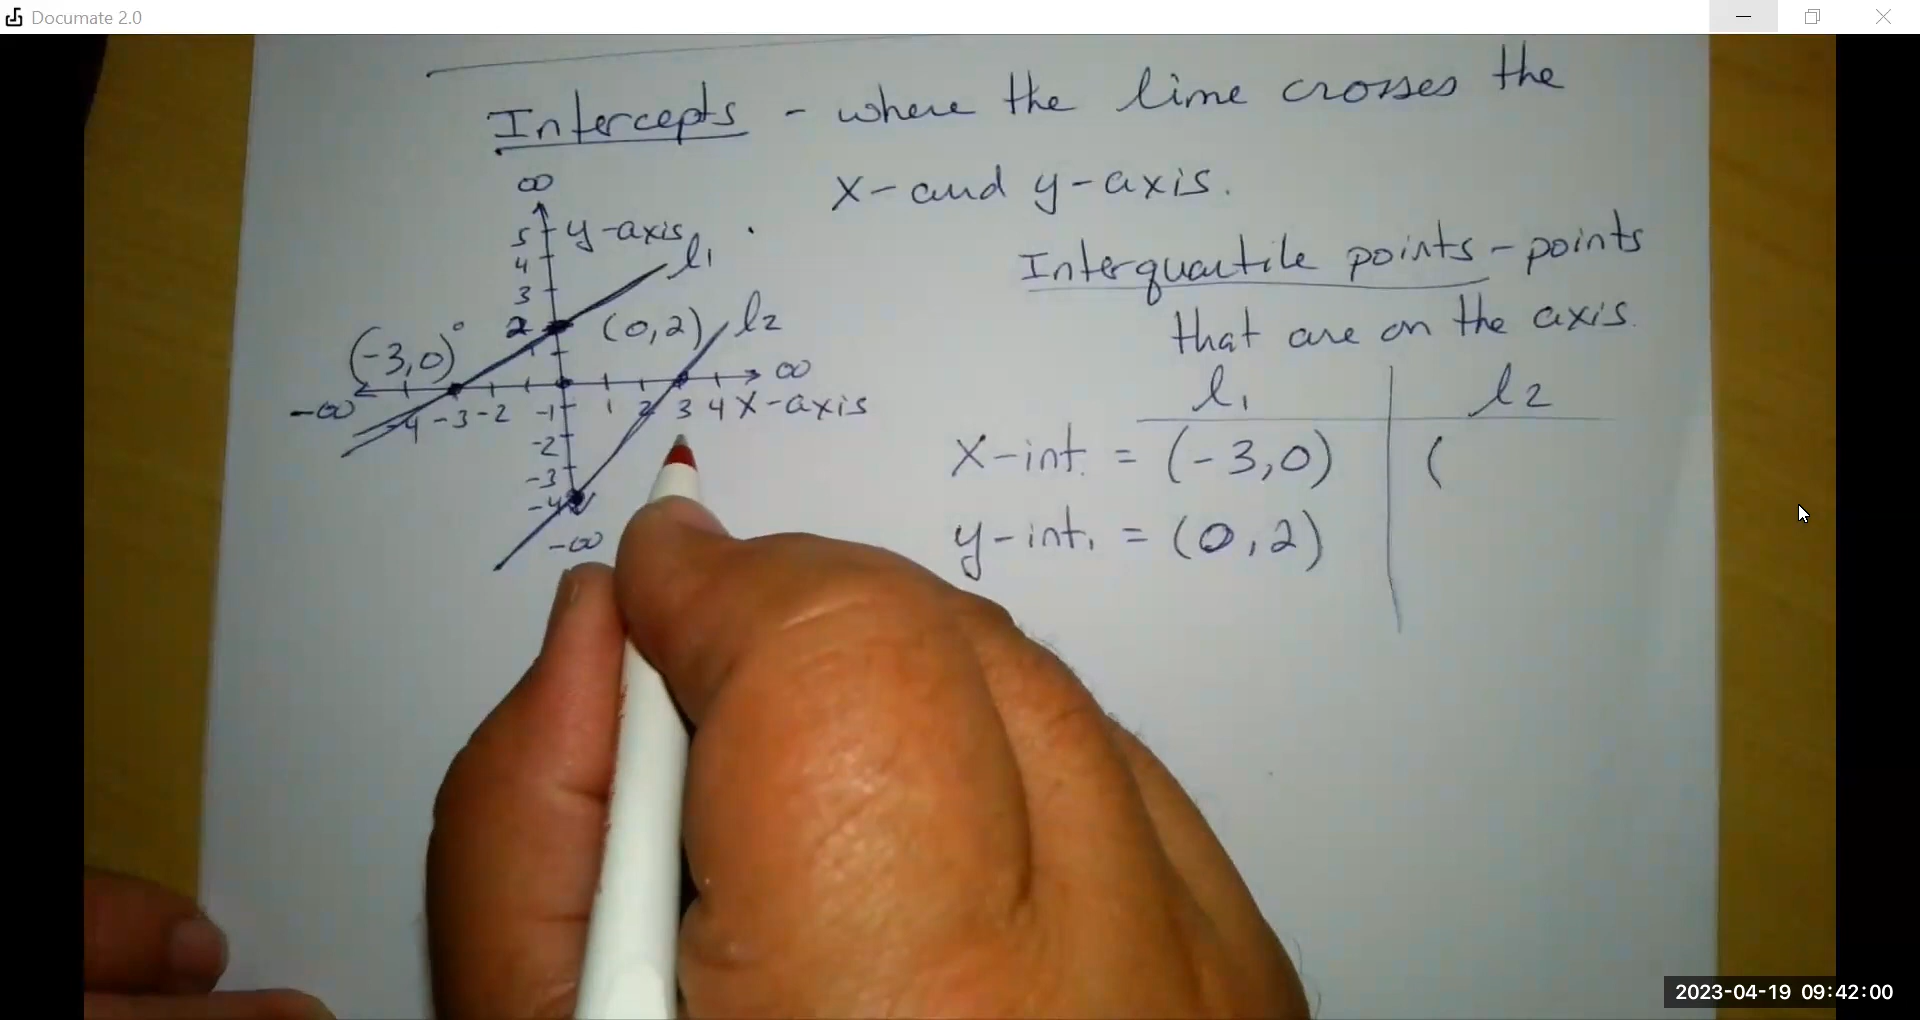 Documate 2.0
Intercepts - where the line crosses the
x- and y-axis.
∞
y-axis
5
4
3
2
1
l₁
l₂
(0,2)
(-3,0)
-∞
∞
-4 -3 -2 -1 1 2 3 4 x-axis
-2
-3
-4
-∞
Interquartile points - points
that are on the axis.
l₁ l₂
x-int. = (-3,0) (
y-int. = (0,2)
2023-04-19 09:42:00